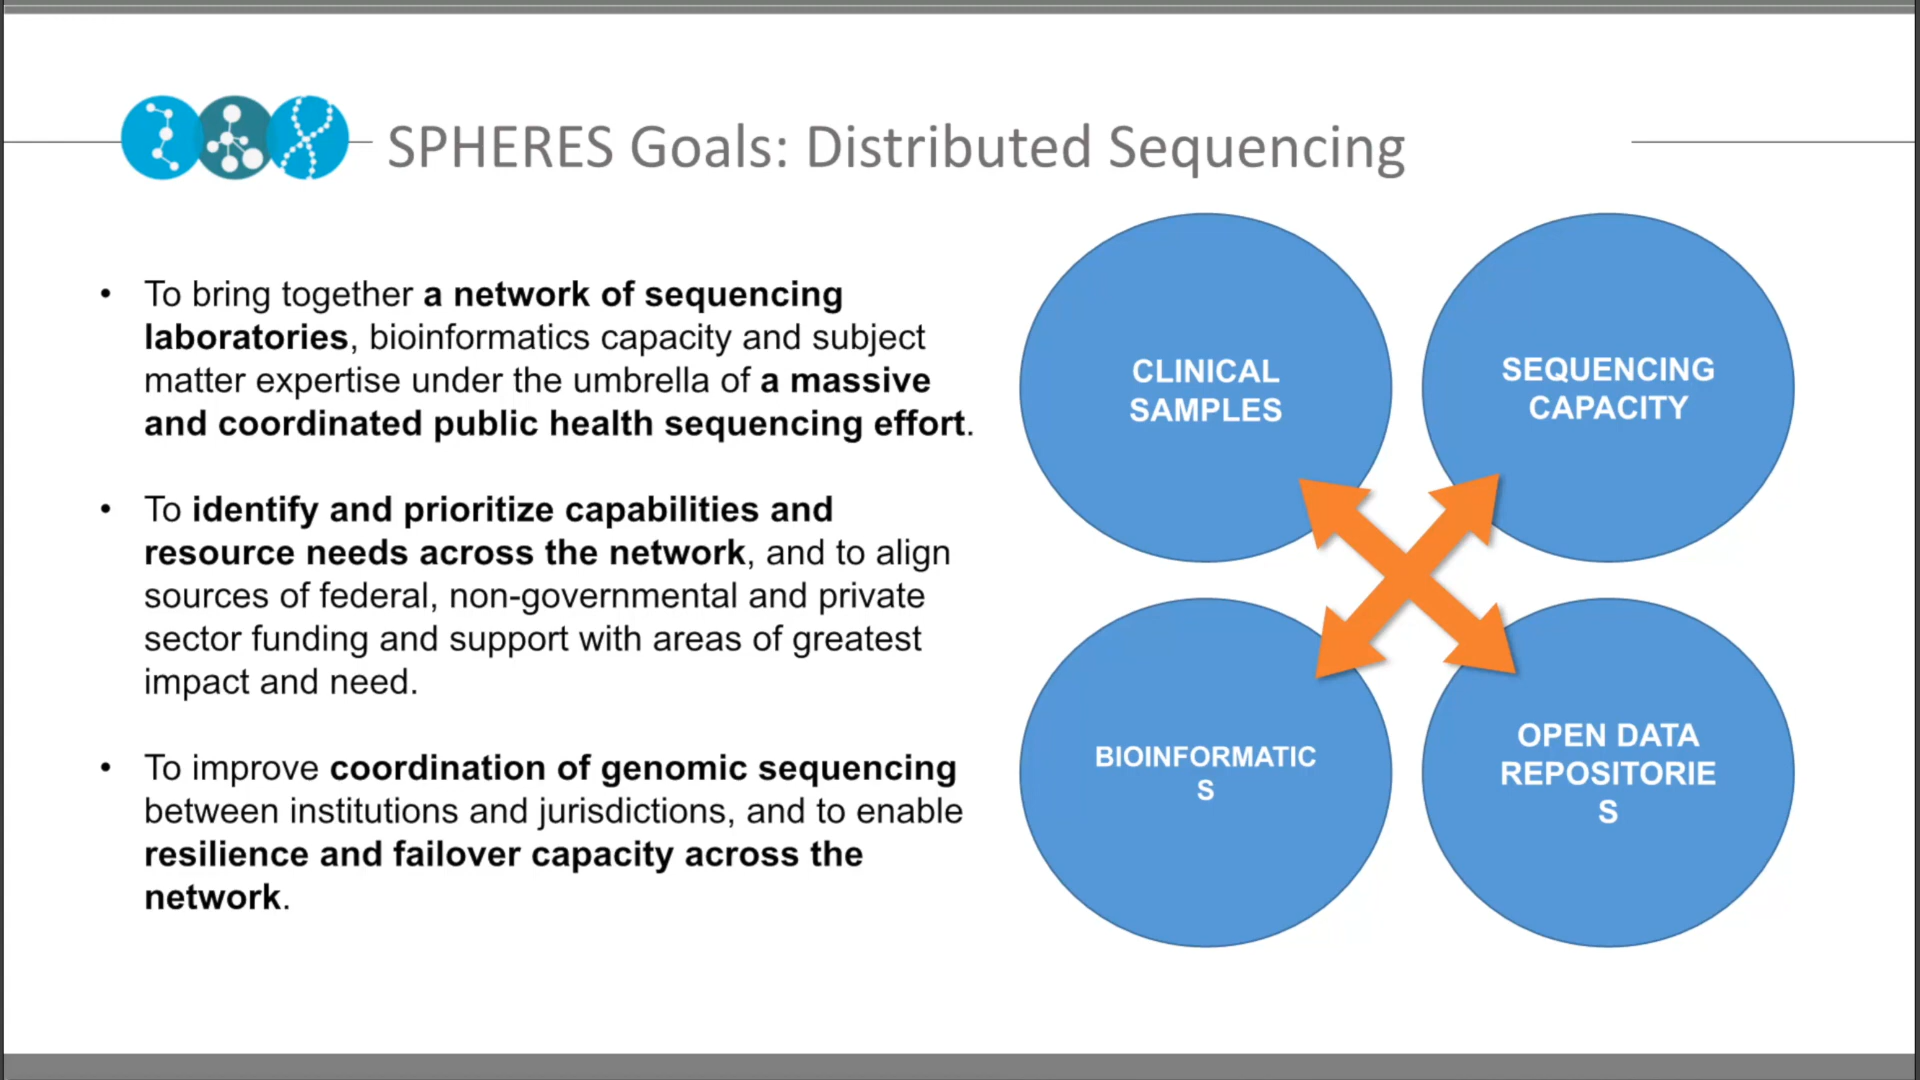 SPHERES Goals: Distributed Sequencing
• To bring together a network of sequencing
laboratories, bioinformatics capacity and subject
matter expertise under the umbrella of a massive
and coordinated public health sequencing effort.
• To identify and prioritize capabilities and
resource needs across the network, and to align
sources of federal, non-governmental and private
sector funding and support with areas of greatest
impact and need.
• To improve coordination of genomic sequencing
between institutions and jurisdictions, and to enable
resilience and failover capacity across the
network.
CLINICAL
SAMPLES
SEQUENCING
CAPACITY
BIOINFORMATIC
S
OPEN DATA
REPOSITORIE
S